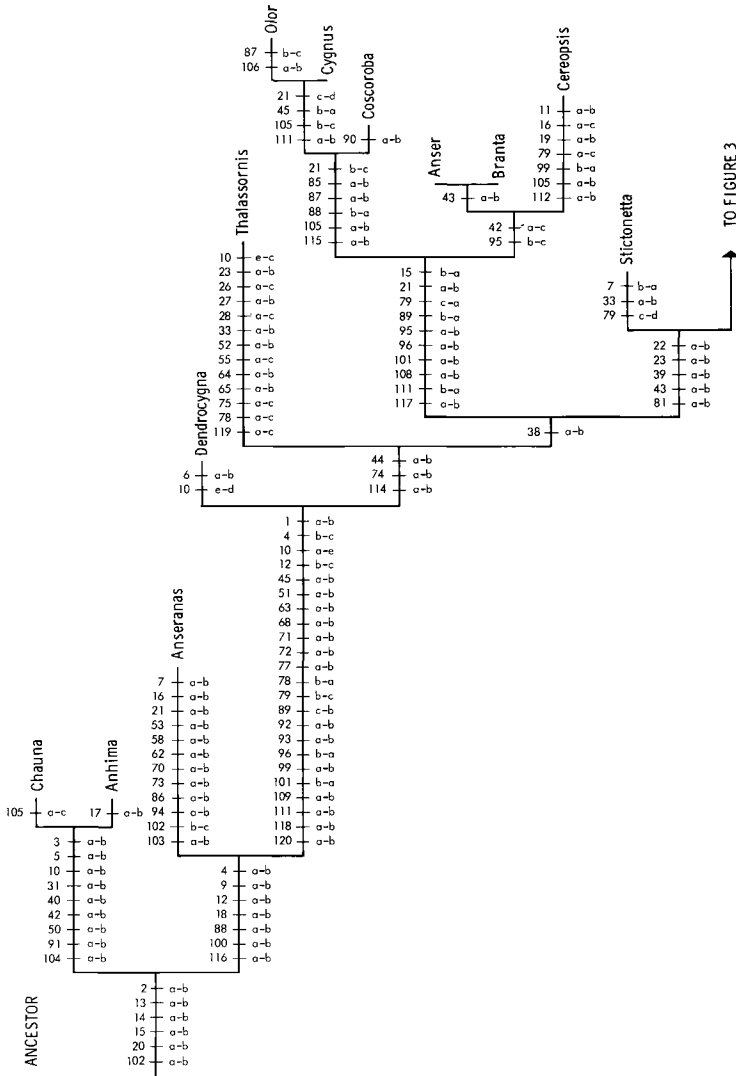 Olor
87 b-c
106 a-b
Cygnus
21 c-d
45 b-a
105 b-c
111 a-b
Coscoroba
90 a-b
21 b-c
85 a-b
87 a-b
88 b-a
105 a-b
115 a-b
Anser
Branta
43 a-b
Cereopsis
11 a-b
16 a-c
19 a-b
79 a-c
99 b-a
105 a-b
112 a-b
42 a-c
95 b-c
15 b-a
21 a-b
79 c-a
89 b-a
95 a-b
96 a-b
101 a-b
108 a-b
111 b-a
117 a-b
Stictonetta
7 b-a
33 a-b
79 c-d
TO FIGURE 3
22 a-b
23 a-b
39 a-b
43 a-b
81 a-b
38 a-b
Thalassornis
10 e-c
23 a-b
26 a-c
27 a-b
28 a-c
33 a-b
52 a-b
55 a-c
64 a-b
65 a-b
75 a-c
78 a-c
119 a-c
44 a-b
74 a-b
114 a-b
Dendrocygna
6 a-b
10 e-d
1 a-b
4 b-c
10 a-e
12 b-c
45 a-b
51 a-b
63 a-b
68 a-b
71 a-b
72 a-b
77 a-b
78 b-a
79 b-c
89 c-b
92 a-b
93 a-b
96 b-a
99 a-b
101 b-a
109 a-b
111 a-b
118 a-b
120 a-b
Anseranas
7 a-b
16 a-b
21 a-b
53 a-b
58 a-b
62 a-b
70 a-b
73 a-b
86 a-b
94 a-b
102 b-c
103 a-b
4 a-b
9 a-b
12 a-b
18 a-b
88 a-b
100 a-b
116 a-b
Chauna
105 a-c
Anhima
17 a-b
3 a-b
5 a-b
10 a-b
31 a-b
40 a-b
42 a-b
50 a-b
91 a-b
104 a-b
ANCESTOR
2 a-b
13 a-b
14 a-b
15 a-b
20 a-b
102 a-b